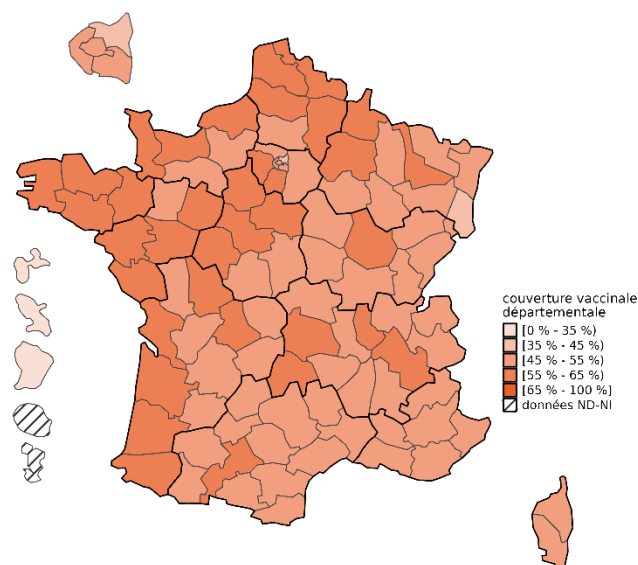 couverture vaccinale
départementale
[0 % - 35 %)
[35 % - 45 %)
[45 % - 55 %)
[55 % - 65 %)
[65 % - 100 %]
données ND-NI